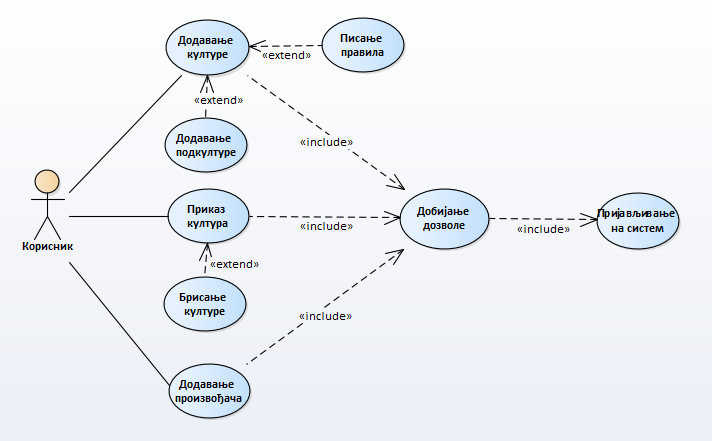 Додавање
културе
«extend»
Писање
правила
«extend»
Додавање
подкултуре
«include»
Корисник
Приказ
култура
«include»
Добијање
дозволе
«include»
Пријављивање
на систем
«extend»
Брисање
културе
«include»
Додавање
произвођача